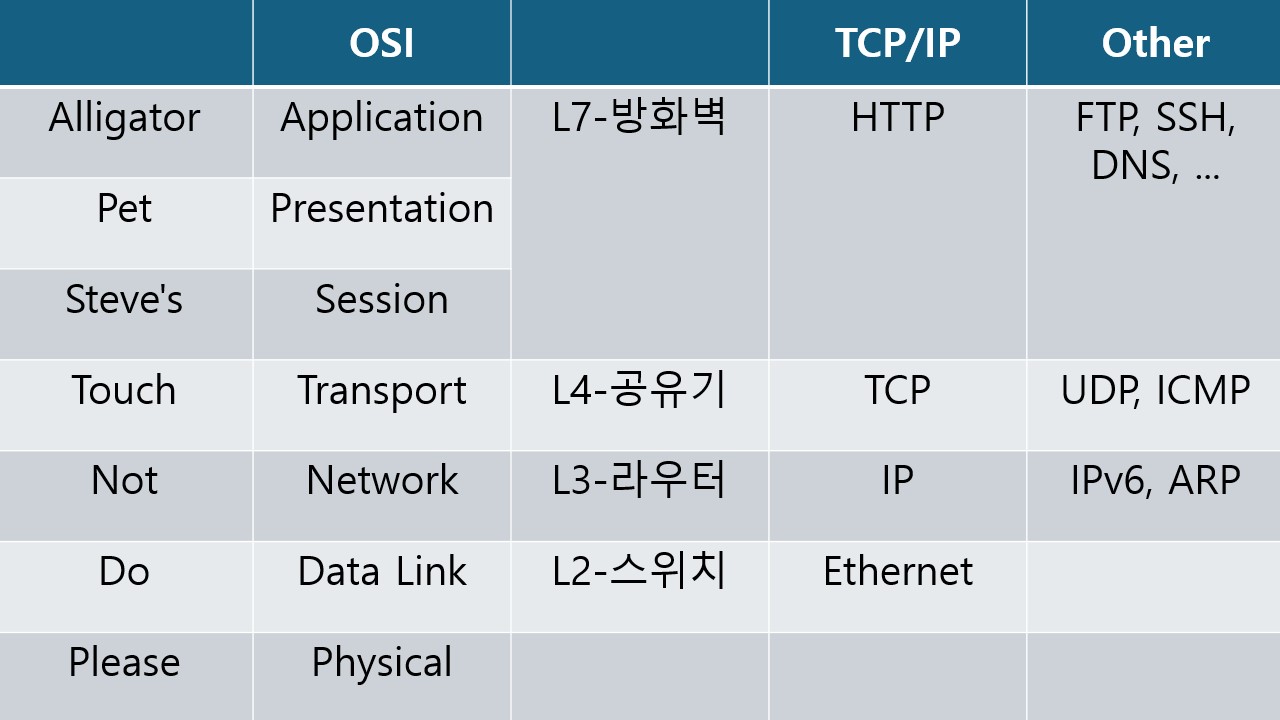 OSI TCP/IP Other
Alligator Application L7-방화벽 HTTP FTP, SSH,
DNS, ...
Pet Presentation
Steve's Session
Touch Transport L4-공유기 TCP UDP, ICMP
Not Network L3-라우터 IP IPv6, ARP
Do Data Link L2-스위치 Ethernet
Please Physical